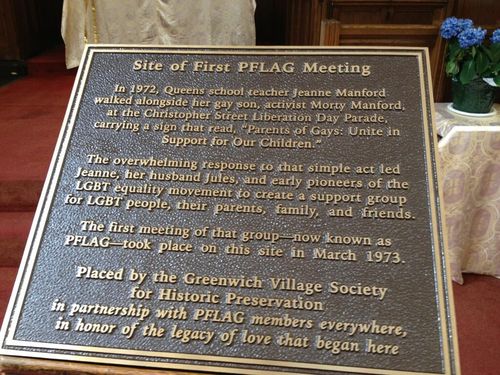 Site of First PFLAG Meeting
In 1972, Queens school teacher Jeanne Manford
walked alongside her gay son, activist Morty Manford,
at the Christopher Street Liberation Day Parade,
carrying a sign that read, "Parents of Gays: Unite in
Support for Our Children."
The overwhelming response to that simple act led
Jeanne, her husband Jules, and early pioneers of the
LGBT equality movement to create a support group
for LGBT people, their parents, family, and friends.
The first meeting of that group—now known as
PFLAG—took place on this site in March 1973.
Placed by the Greenwich Village Society
for Historic Preservation
in partnership with PFLAG members everywhere,
in honor of the legacy of love that began here